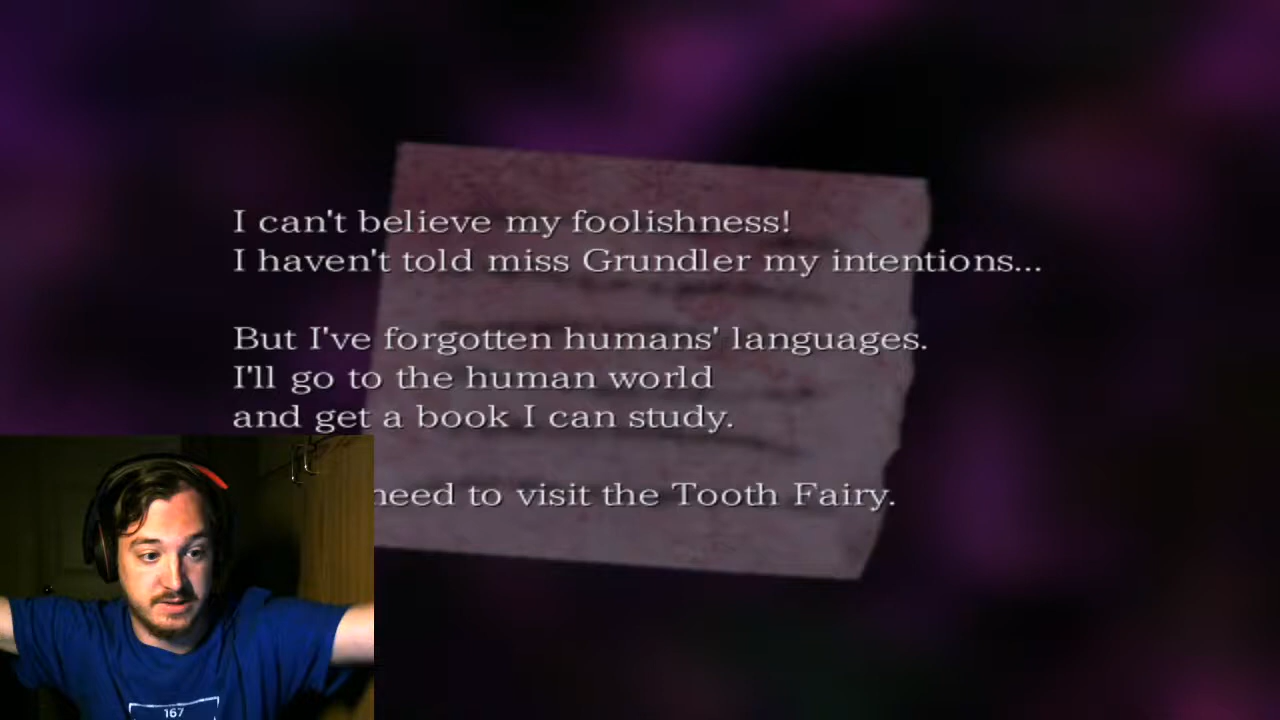 I can't believe my foolishness!
I haven't told miss Grundler my intentions...
But I've forgotten humans' languages.
I'll go to the human world
and get a book I can study.
need to visit the Tooth Fairy.
167